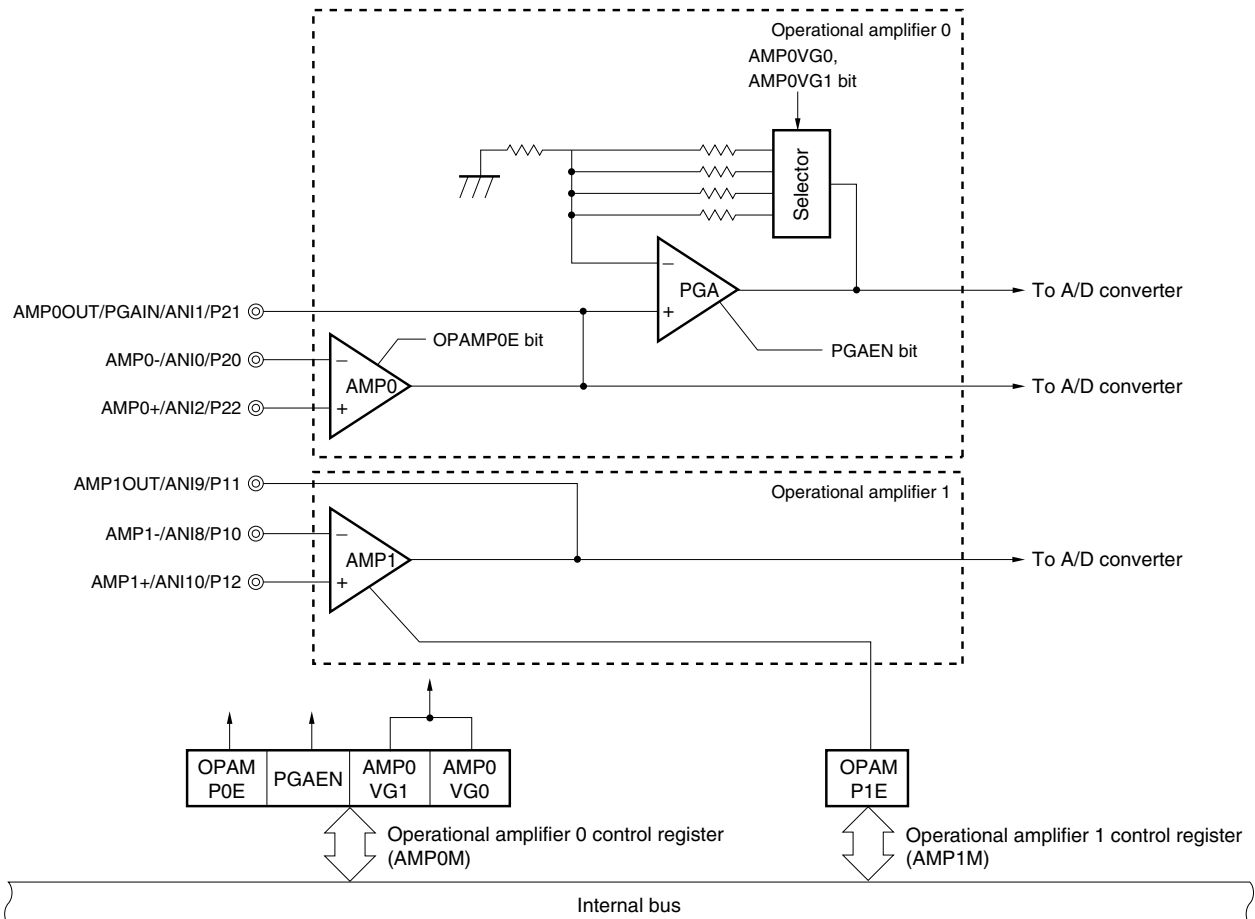 Operational amplifier 0
AMP0VG0,
AMP0VG1 bit
Selector
−
PGA
+
To A/D converter
AMP0OUT/PGAIN/ANI1/P21
OPAMP0E bit
PGAEN bit
AMP0-/ANI0/P20
−
AMP0
To A/D converter
AMP0+/ANI2/P22
+
AMP1OUT/ANI9/P11
Operational amplifier 1
AMP1-/ANI8/P10
−
AMP1
To A/D converter
AMP1+/ANI10/P12
+
OPAM
P0E
PGAEN
AMP0
VG1
AMP0
VG0
OPAM
P1E
Operational amplifier 0 control register
(AMP0M)
Operational amplifier 1 control register
(AMP1M)
Internal bus